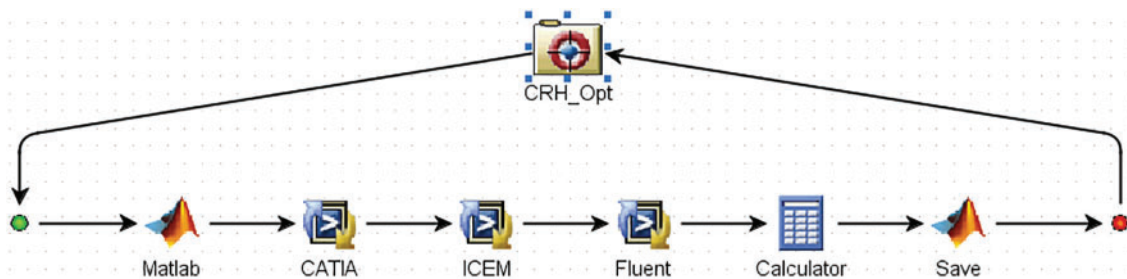 CRH_Opt
Matlab
CATIA
ICEM
Fluent
Calculator
Save